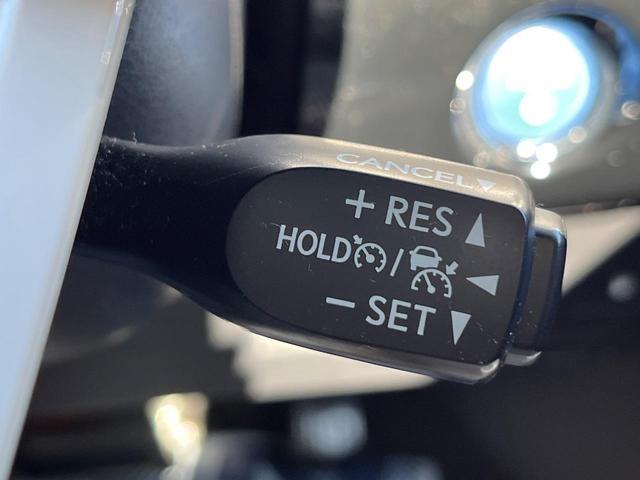 CANCEL
+ RES
HOLD /
− SET